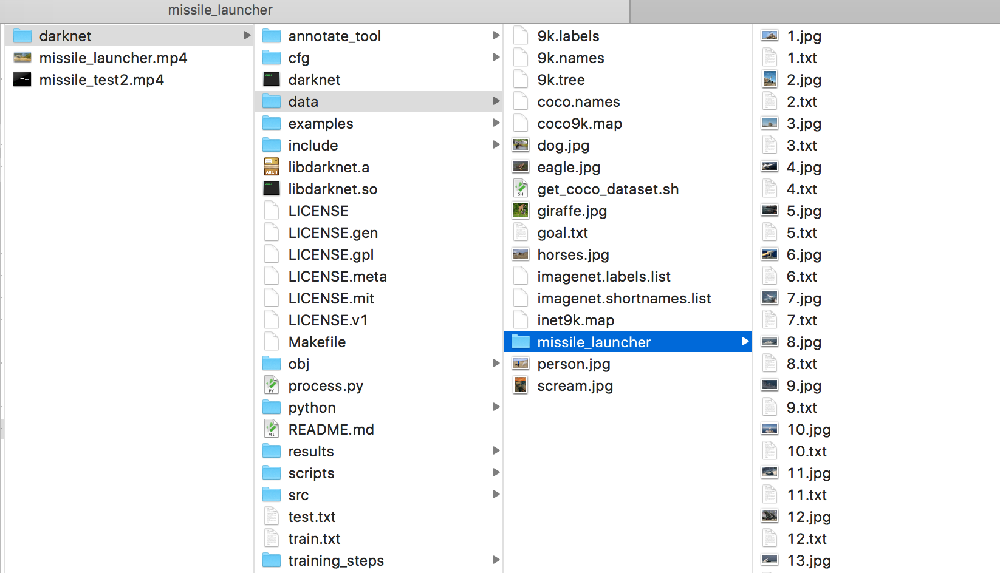 missile_launcher
darknet
missile_launcher.mp4
missile_test2.mp4
annotate_tool
cfg
darknet
data
examples
include
libdarknet.a
libdarknet.so
LICENSE
LICENSE.gen
LICENSE.gpl
LICENSE.meta
LICENSE.mit
LICENSE.v1
Makefile
obj
process.py
python
README.md
results
scripts
src
test.txt
train.txt
training_steps
9k.labels
9k.names
9k.tree
coco.names
coco9k.map
dog.jpg
eagle.jpg
get_coco_dataset.sh
giraffe.jpg
goal.txt
horses.jpg
imagenet.labels.list
imagenet.shortnames.list
inet9k.map
missile_launcher
person.jpg
scream.jpg
1.jpg
1.txt
2.jpg
2.txt
3.jpg
3.txt
4.jpg
4.txt
5.jpg
5.txt
6.jpg
6.txt
7.jpg
7.txt
8.jpg
8.txt
9.jpg
9.txt
10.jpg
10.txt
11.jpg
11.txt
12.jpg
12.txt
13.jpg